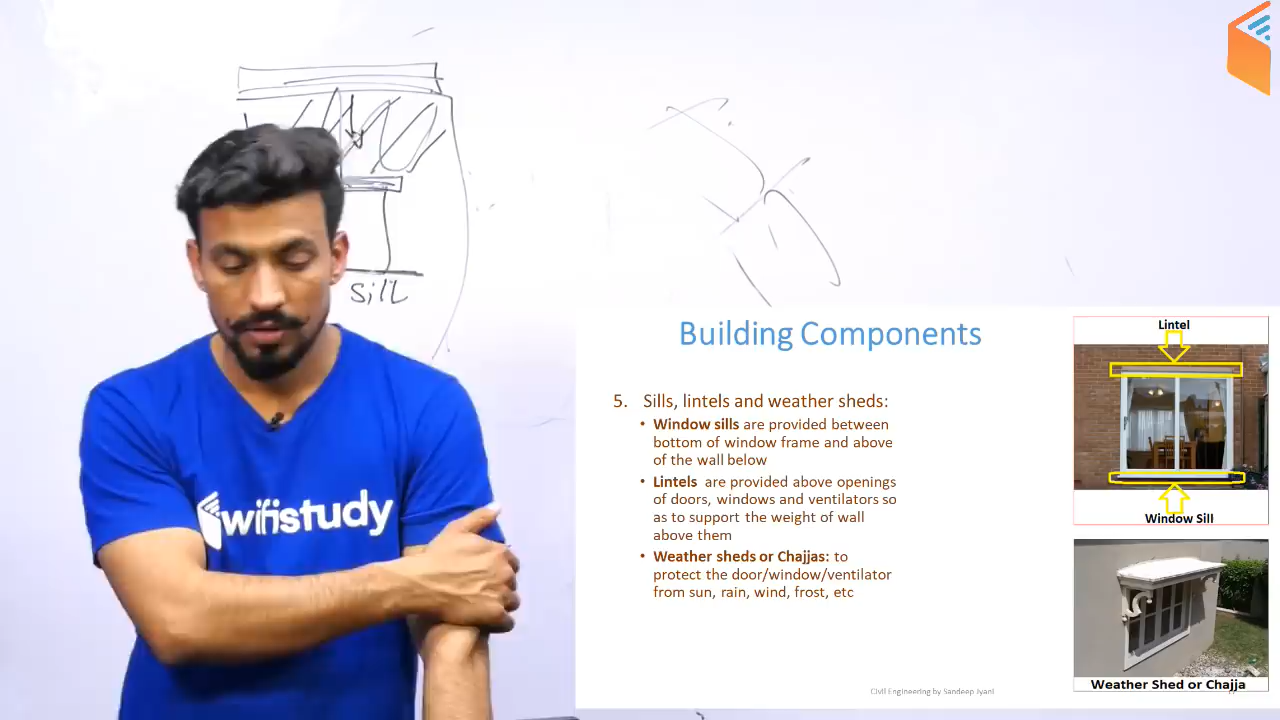 sill
wifistudy
Building Components
5. Sills, lintels and weather sheds:
• Window sills are provided between
bottom of window frame and above
of the wall below
• Lintels are provided above openings
of doors, windows and ventilators so
as to support the weight of wall
above them
• Weather sheds or Chajjas: to
protect the door/window/ventilator
from sun, rain, wind, frost, etc
Lintel
Window Sill
Weather Shed or Chajja
Civil Engineering by Sandeep Jyani